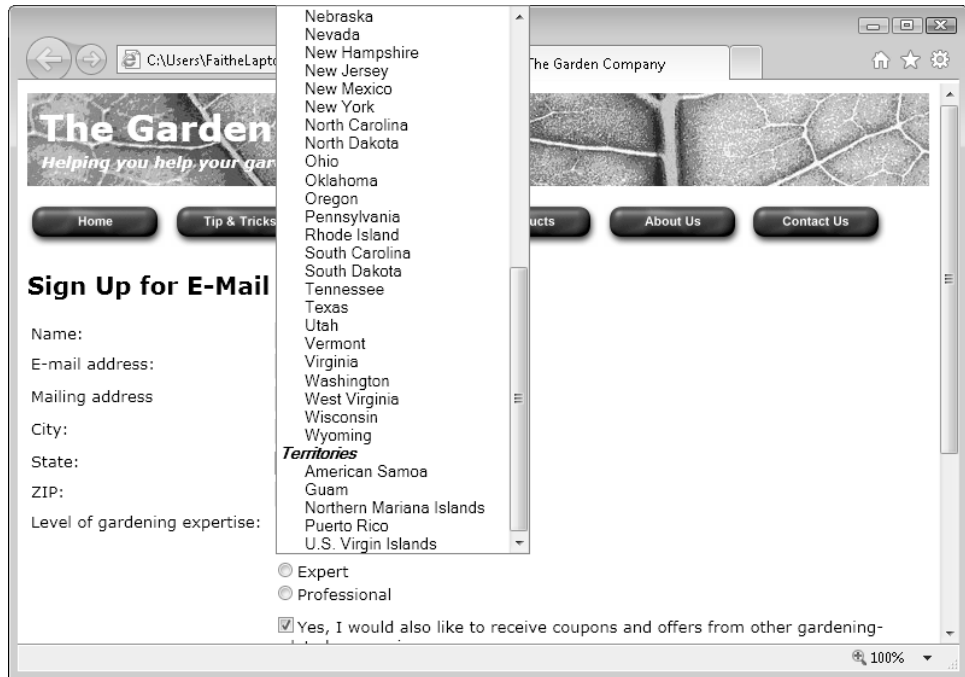 C:\Users\FaitheLapto
The Garden Company
The Garden
Helping you help your gar
Home
Tip & Tricks
ucts
About Us
Contact Us
Sign Up for E-Mail
Name:
E-mail address:
Mailing address
City:
State:
ZIP:
Level of gardening expertise:
Nebraska
Nevada
New Hampshire
New Jersey
New Mexico
New York
North Carolina
North Dakota
Ohio
Oklahoma
Oregon
Pennsylvania
Rhode Island
South Carolina
South Dakota
Tennessee
Texas
Utah
Vermont
Virginia
Washington
West Virginia
Wisconsin
Wyoming
Territories
American Samoa
Guam
Northern Mariana Islands
Puerto Rico
U.S. Virgin Islands
Expert
Professional
Yes, I would also like to receive coupons and offers from other gardening-
100%